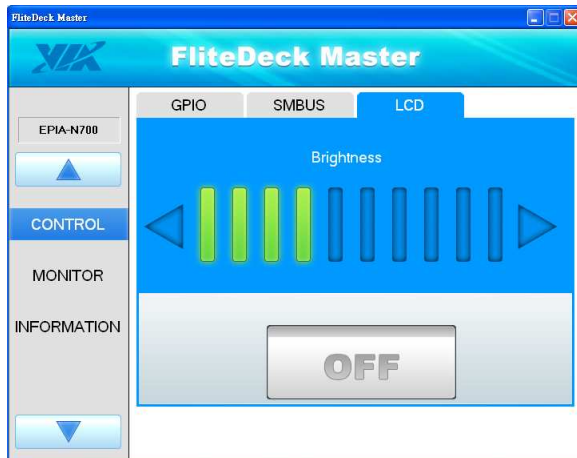 FliteDeck Master
VIA
FliteDeck Master
GPIO
SMBUS
LCD
EPIA-N700
Brightness
CONTROL
MONITOR
INFORMATION
OFF